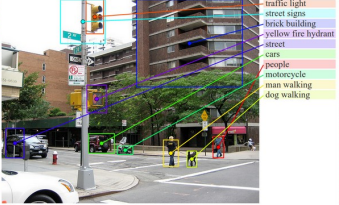 traffic light
street signs
brick building
yellow fire hydrant
street
cars
people
motorcycle
man walking
dog walking